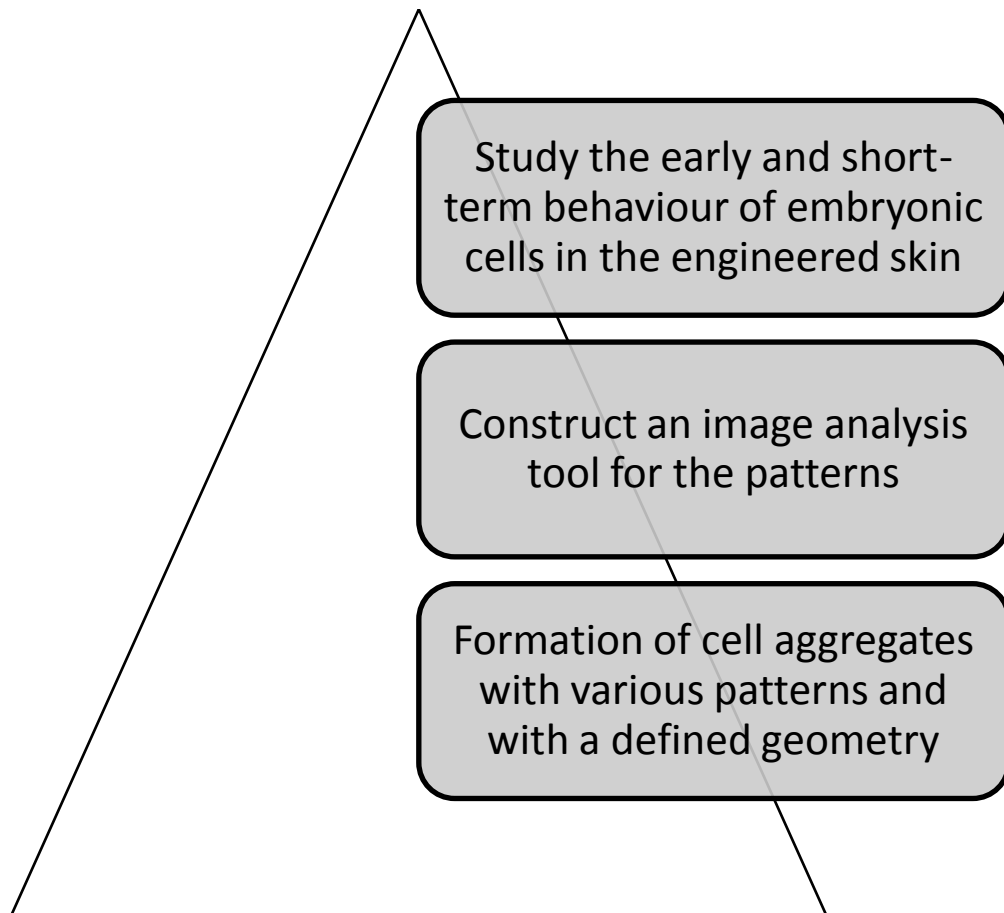 Study the early and short-
term behaviour of embryonic
cells in the engineered skin
Construct an image analysis
tool for the patterns
Formation of cell aggregates
with various patterns and
with a defined geometry